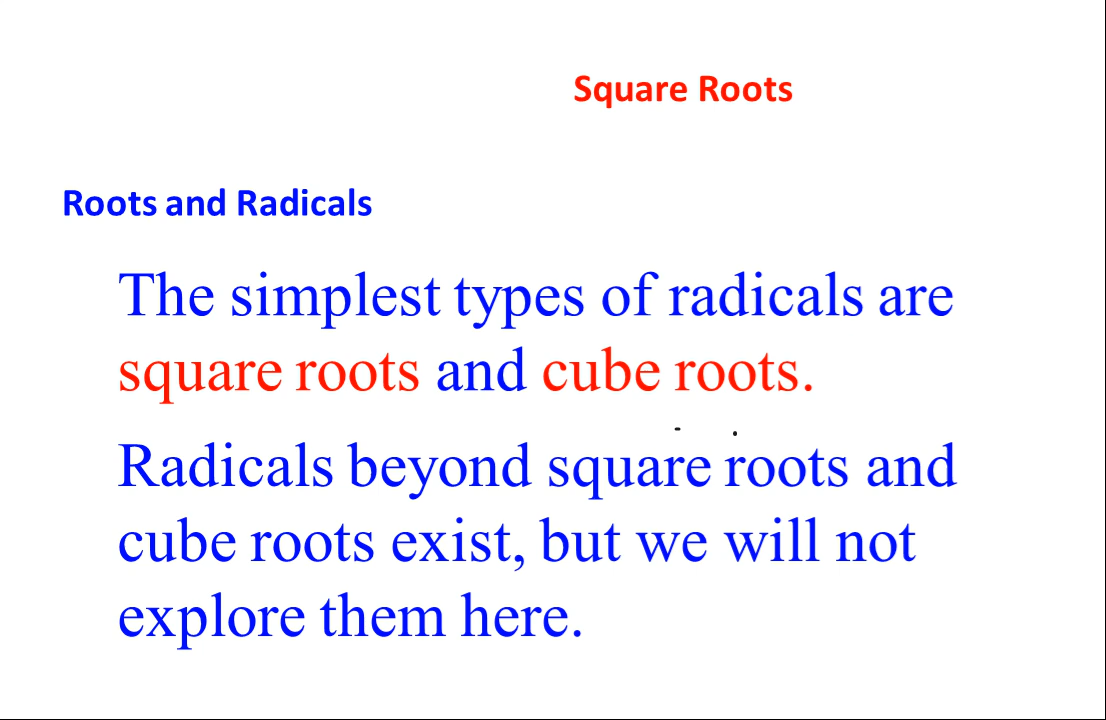 Square Roots
Roots and Radicals
The simplest types of radicals are
square roots and cube roots.
Radicals beyond square roots and
cube roots exist, but we will not
explore them here.